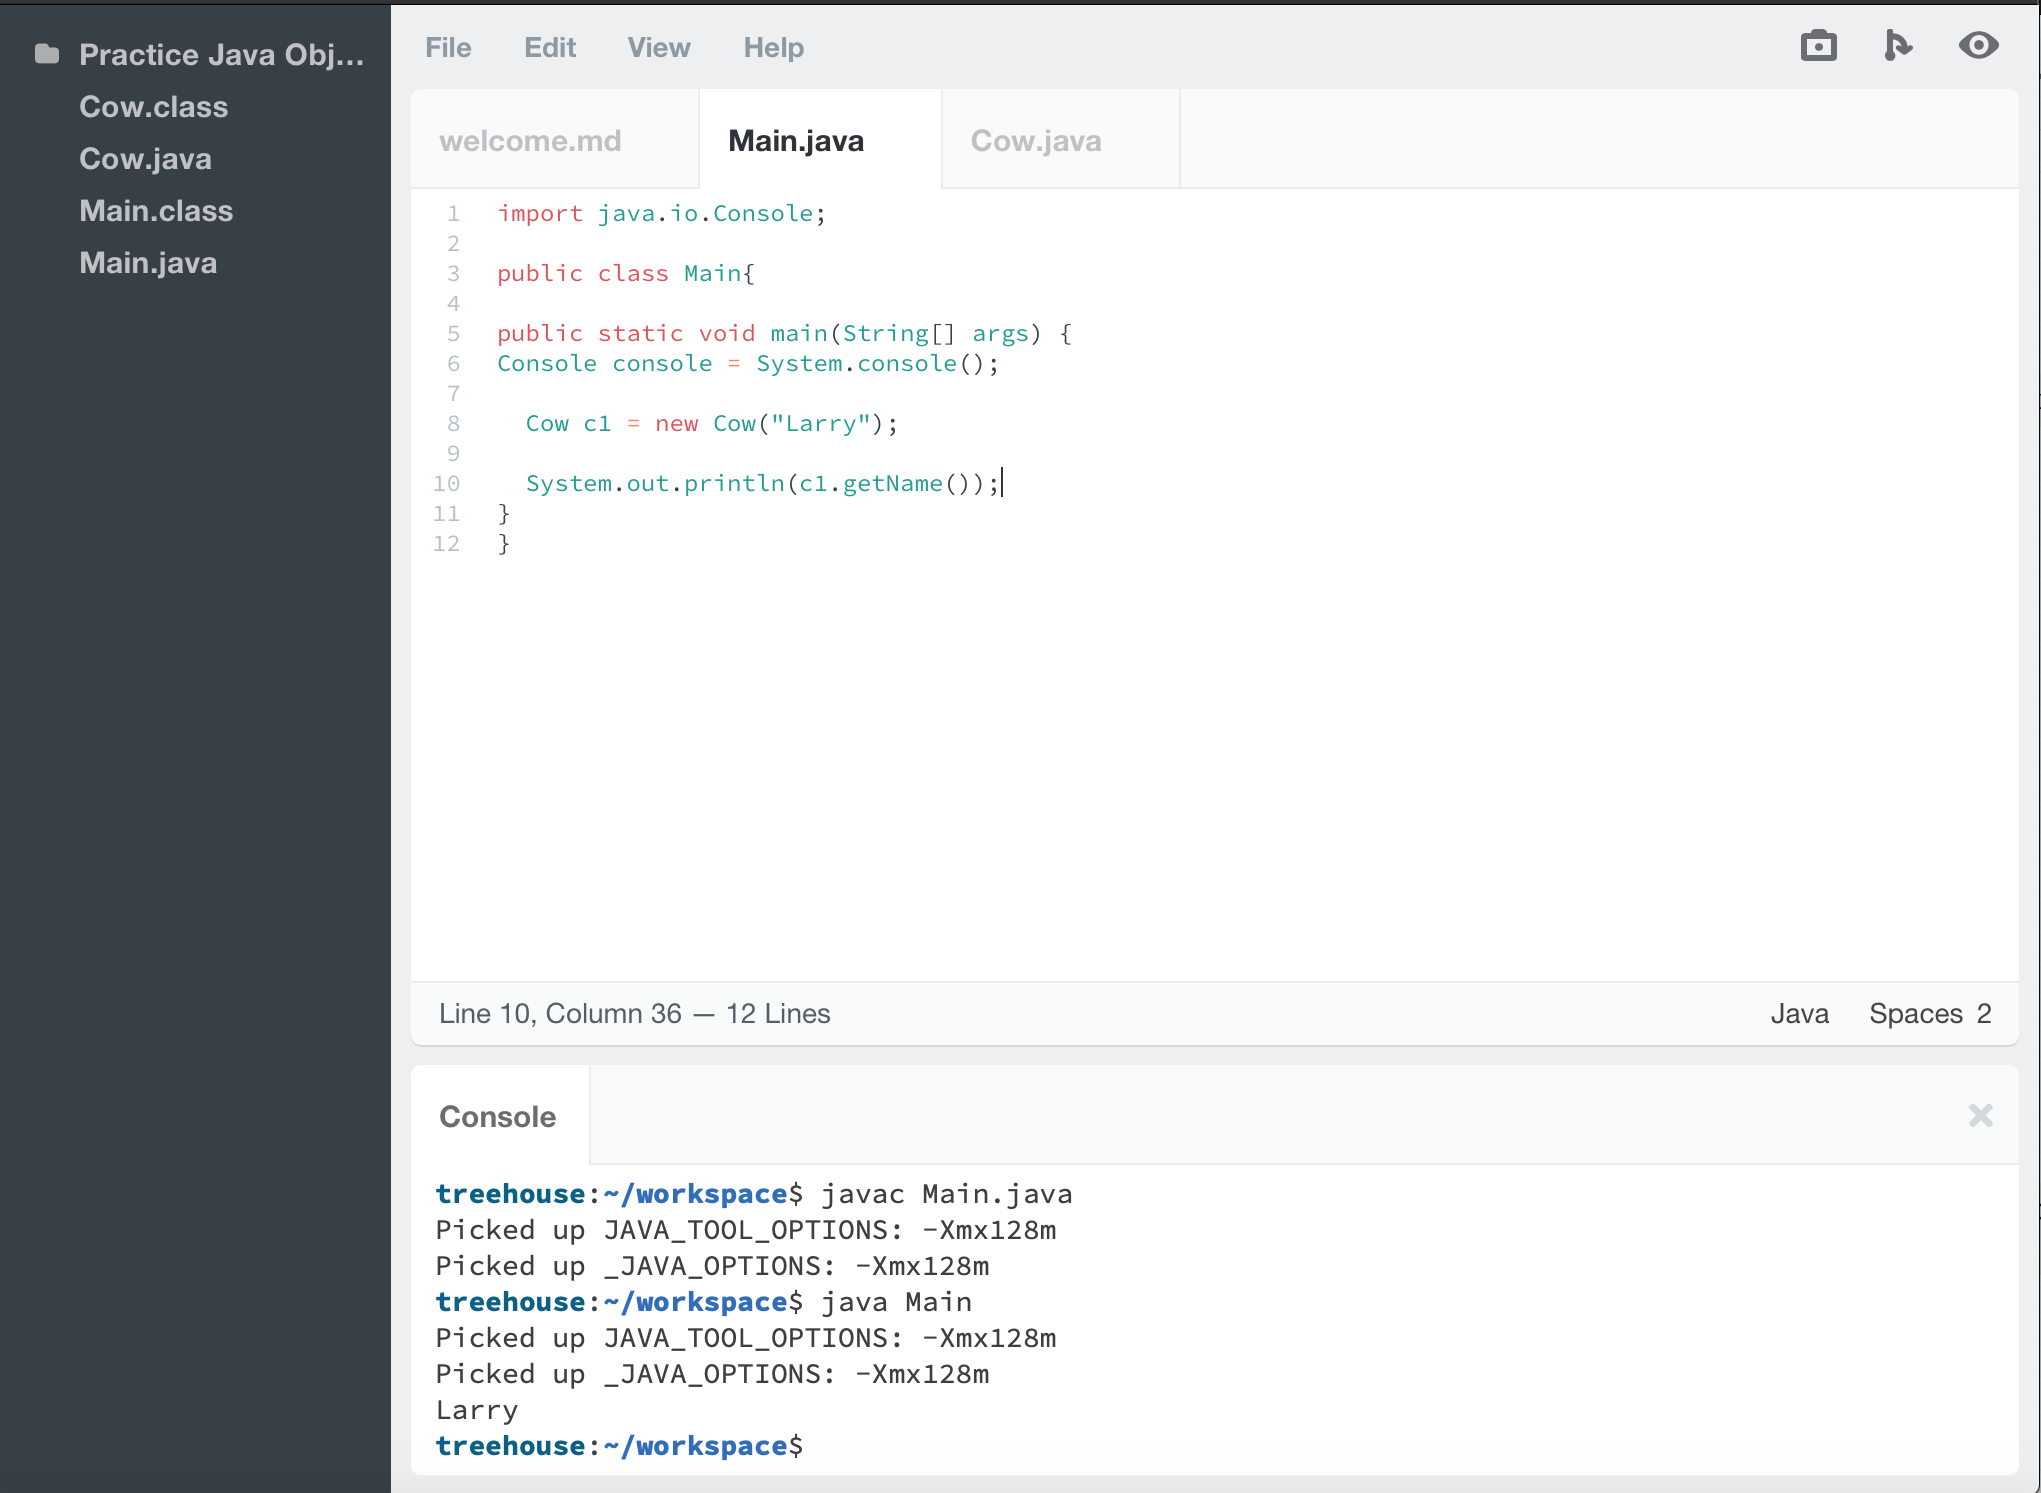 Practice Java Obj...
Cow.class
Cow.java
Main.class
Main.java
File Edit View Help
welcome.md Main.java Cow.java
1 import java.io.Console;
2
3 public class Main{
4
5 public static void main(String[] args) {
6 Console console = System.console();
7
8 Cow c1 = new Cow("Larry");
9
10 System.out.println(c1.getName());
11 }
12 }
Line 10, Column 36 — 12 Lines Java Spaces 2
Console
treehouse:~/workspace$ javac Main.java
Picked up JAVA_TOOL_OPTIONS: -Xmx128m
Picked up _JAVA_OPTIONS: -Xmx128m
treehouse:~/workspace$ java Main
Picked up JAVA_TOOL_OPTIONS: -Xmx128m
Picked up _JAVA_OPTIONS: -Xmx128m
Larry
treehouse:~/workspace$